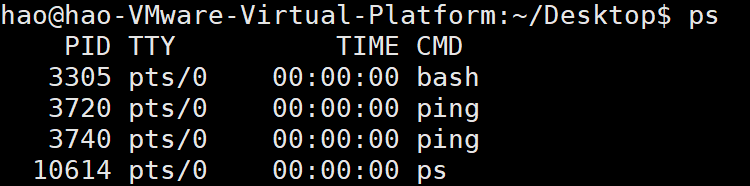 hao@hao-VMware-Virtual-Platform:~/Desktop$ ps
PID TTY TIME CMD
3305 pts/0 00:00:00 bash
3720 pts/0 00:00:00 ping
3740 pts/0 00:00:00 ping
10614 pts/0 00:00:00 ps